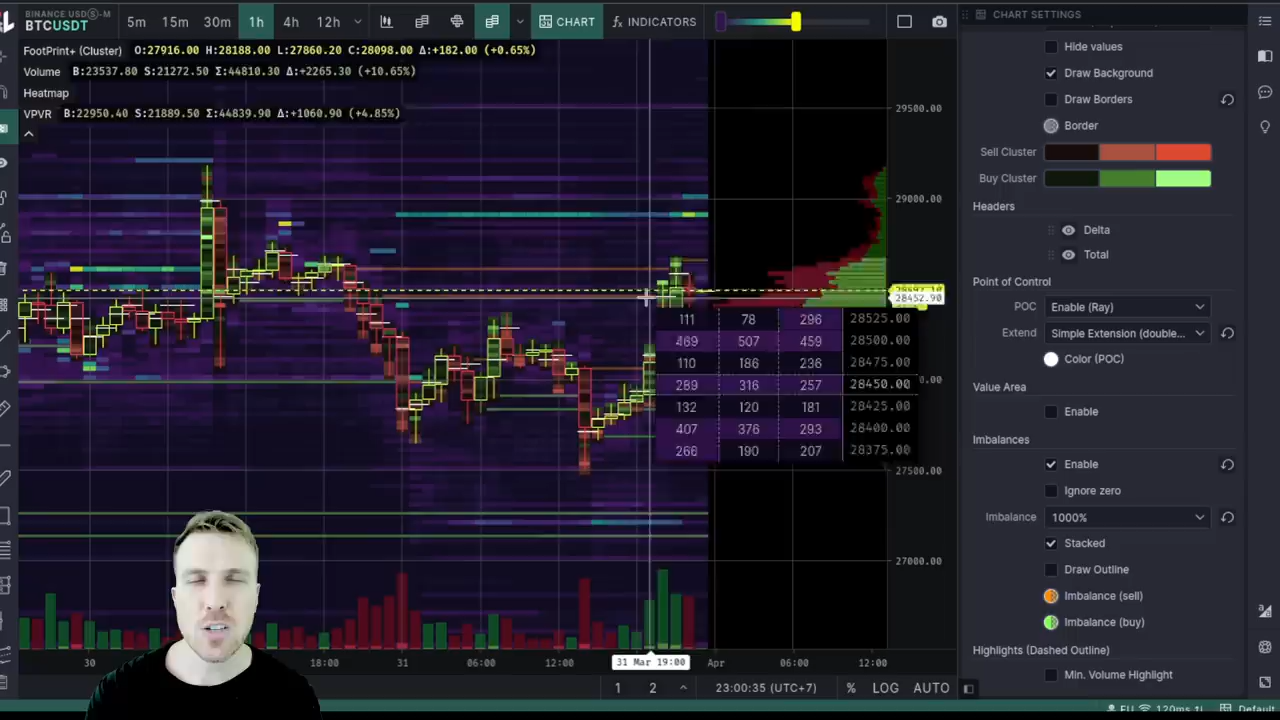 BINANCE USDⓈ-M
BTCUSDT
5m 15m 30m 1h 4h 12h CHART INDICATORS
CHART SETTINGS
FootPrint+ (Cluster) O:27916.00 H:28188.00 L:27860.20 C:28098.00 Δ:+182.00 (+0.65%)
Volume B:23537.80 S:21272.50 Σ:44810.30 Δ:+2265.30 (+10.65%)
Heatmap
VPVR B:22950.40 S:21889.50 Σ:44839.90 Δ:+1060.90 (+4.85%)
29500.00
29000.00
28452.90
111 78 296 28525.00
469 507 459 28500.00
110 186 236 28475.00
289 316 257 28450.00
132 120 181 28425.00
407 376 293 28400.00
266 190 207 28375.00
27500.00
27000.00
30 18:00 31 06:00 12:00 31 Mar 19:00 Apr 06:00 12:00
1 2 23:00:35 (UTC+7) % LOG AUTO
Hide values
Draw Background
Draw Borders
Border
Sell Cluster
Buy Cluster
Headers
Delta
Total
Point of Control
POC Enable (Ray)
Extend Simple Extension (double...
Color (POC)
Value Area
Enable
Imbalances
Enable
Ignore zero
Imbalance 1000%
Stacked
Draw Outline
Imbalance (sell)
Imbalance (buy)
Highlights (Dashed Outline)
Min. Volume Highlight
EU 120ms Default